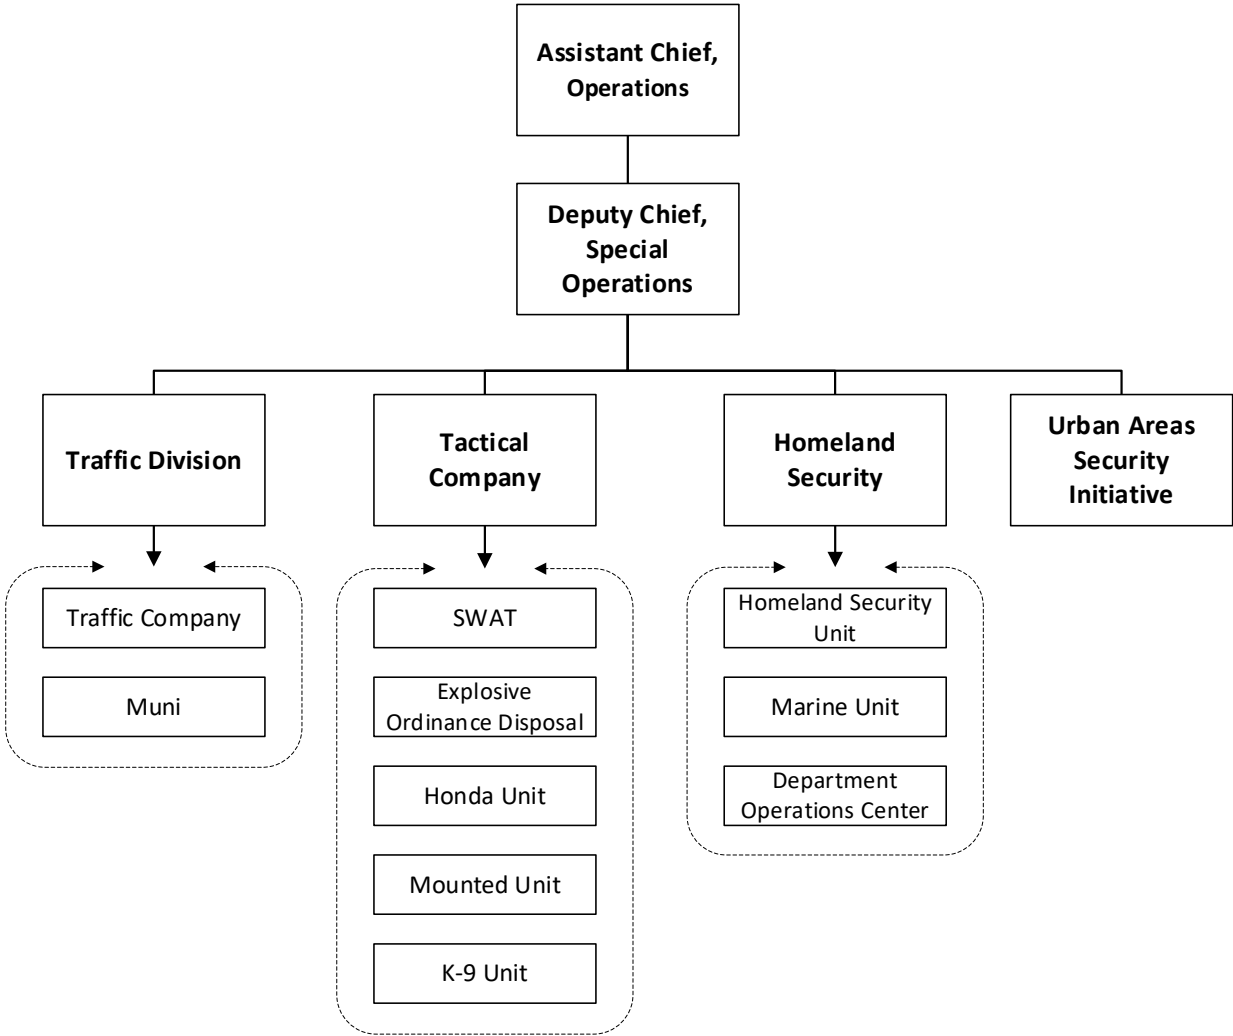 Assistant Chief,
Operations
Deputy Chief,
Special
Operations
Traffic Division
Tactical
Company
Homeland
Security
Urban Areas
Security
Initiative
Traffic Company
Muni
SWAT
Explosive
Ordinance Disposal
Honda Unit
Mounted Unit
K-9 Unit
Homeland Security
Unit
Marine Unit
Department
Operations Center